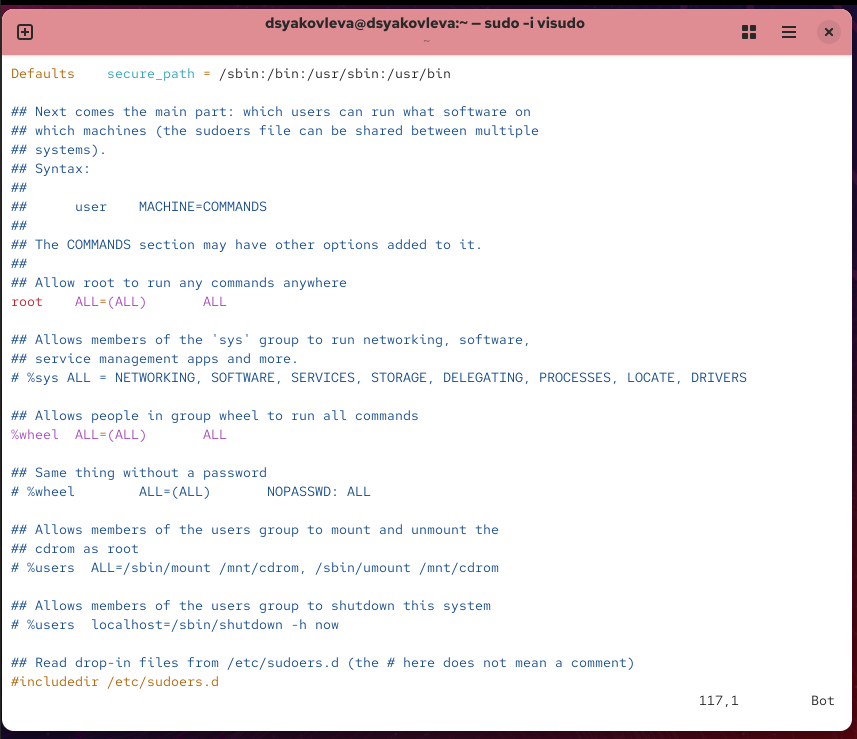 dsyakovleva@dsyakovleva:~ — sudo -i visudo
~
Defaults    secure_path = /sbin:/bin:/usr/sbin:/usr/bin

## Next comes the main part: which users can run what software on
## which machines (the sudoers file can be shared between multiple
## systems).
## Syntax:
##
##      user    MACHINE=COMMANDS
##
## The COMMANDS section may have other options added to it.
##
## Allow root to run any commands anywhere
root    ALL=(ALL)       ALL

## Allows members of the `sys' group to run networking, software,
## service management apps and more.
# %sys ALL = NETWORKING, SOFTWARE, SERVICES, STORAGE, DELEGATING, PROCESSES, LOCATE, DRIVERS

## Allows people in group wheel to run all commands
%wheel  ALL=(ALL)       ALL

## Same thing without a password
# %wheel        ALL=(ALL)       NOPASSWD: ALL

## Allows members of the users group to mount and unmount the
## cdrom as root
# %users  ALL=/sbin/mount /mnt/cdrom, /sbin/umount /mnt/cdrom

## Allows members of the users group to shutdown this system
# %users  localhost=/sbin/shutdown -h now

## Read drop-in files from /etc/sudoers.d (the # here does not mean a comment)
#includedir /etc/sudoers.d
117,1         Bot